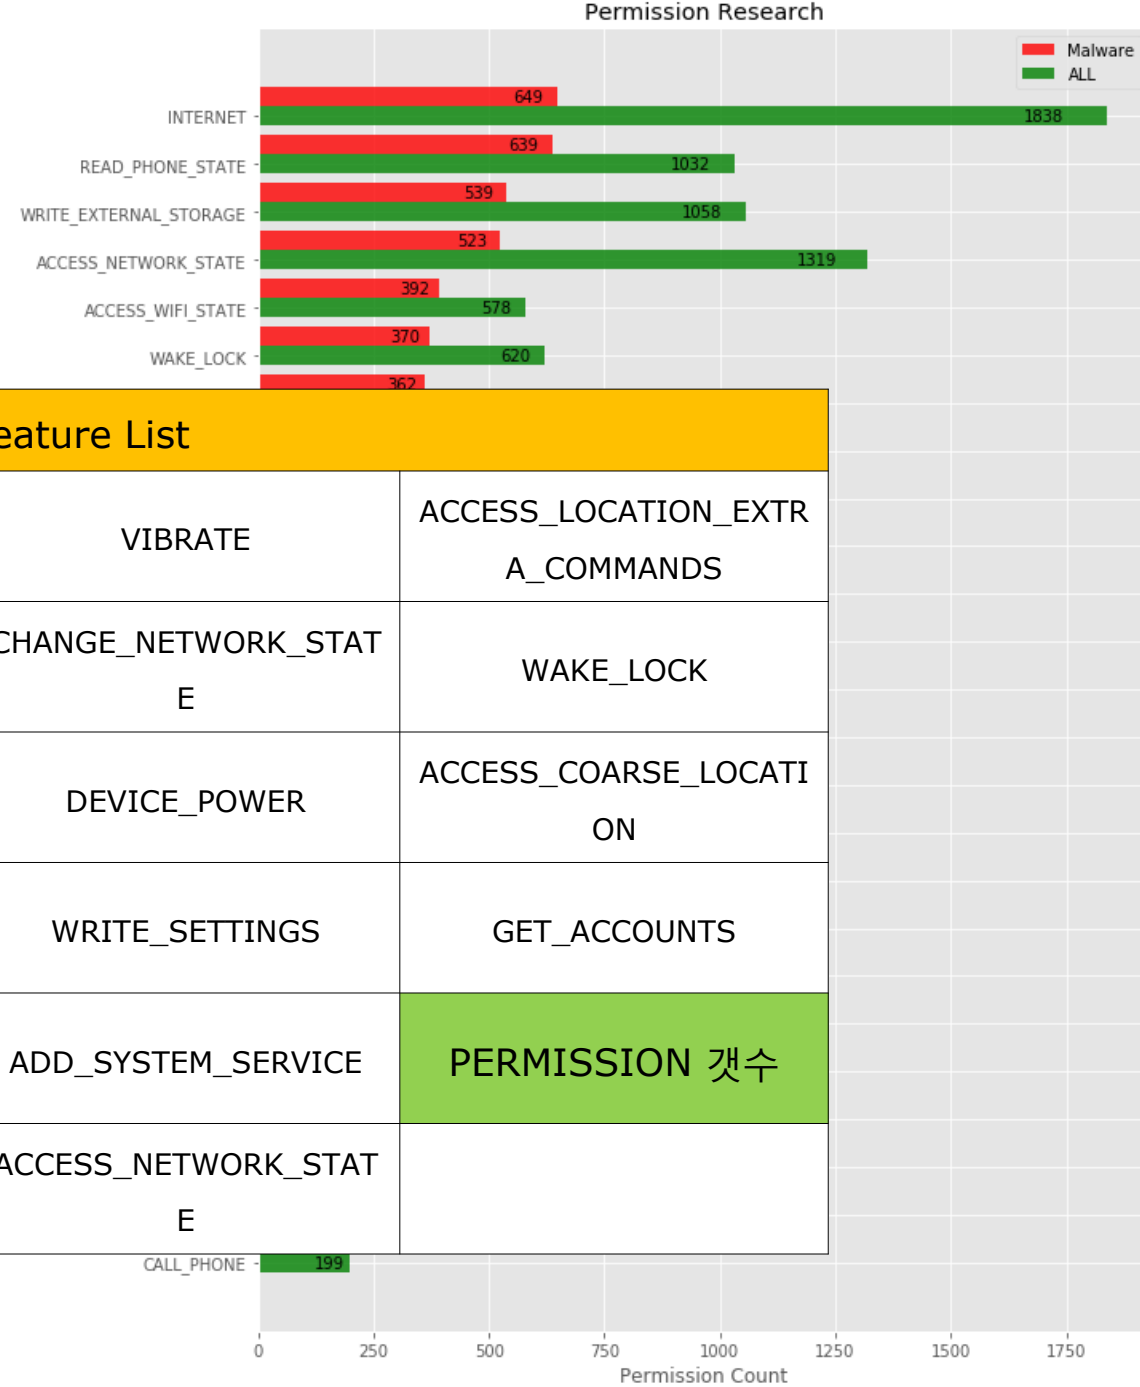 Permission Research
Malware
ALL
INTERNET
649
1838
READ_PHONE_STATE
639
1032
WRITE_EXTERNAL_STORAGE
539
1058
ACCESS_NETWORK_STATE
523
1319
ACCESS_WIFI_STATE
392
578
WAKE_LOCK
370
620
362
eature List
VIBRATE
ACCESS_LOCATION_EXTR
A_COMMANDS
CHANGE_NETWORK_STAT
E
WAKE_LOCK
DEVICE_POWER
ACCESS_COARSE_LOCATI
ON
WRITE_SETTINGS
GET_ACCOUNTS
ADD_SYSTEM_SERVICE
PERMISSION 갯수
ACCESS_NETWORK_STAT
E
CALL_PHONE
199
0 250 500 750 1000 1250 1500 1750
Permission Count